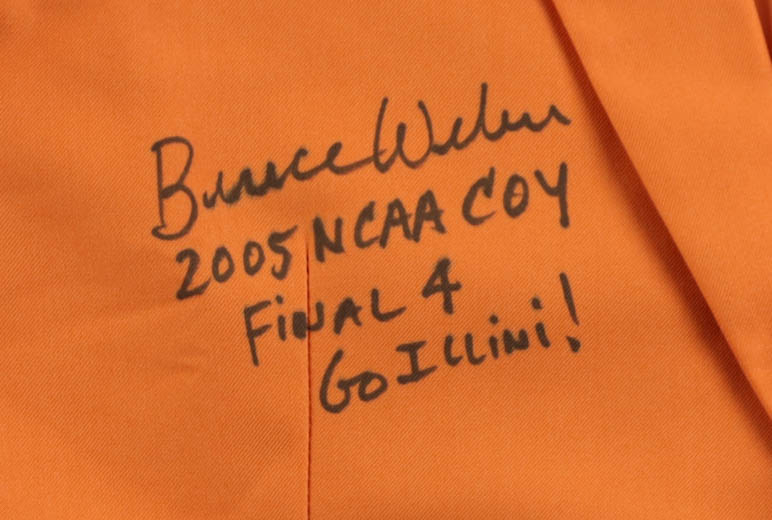 Bruce Weber
2005 NCAA COY
FINAL 4
GO ILLINI!